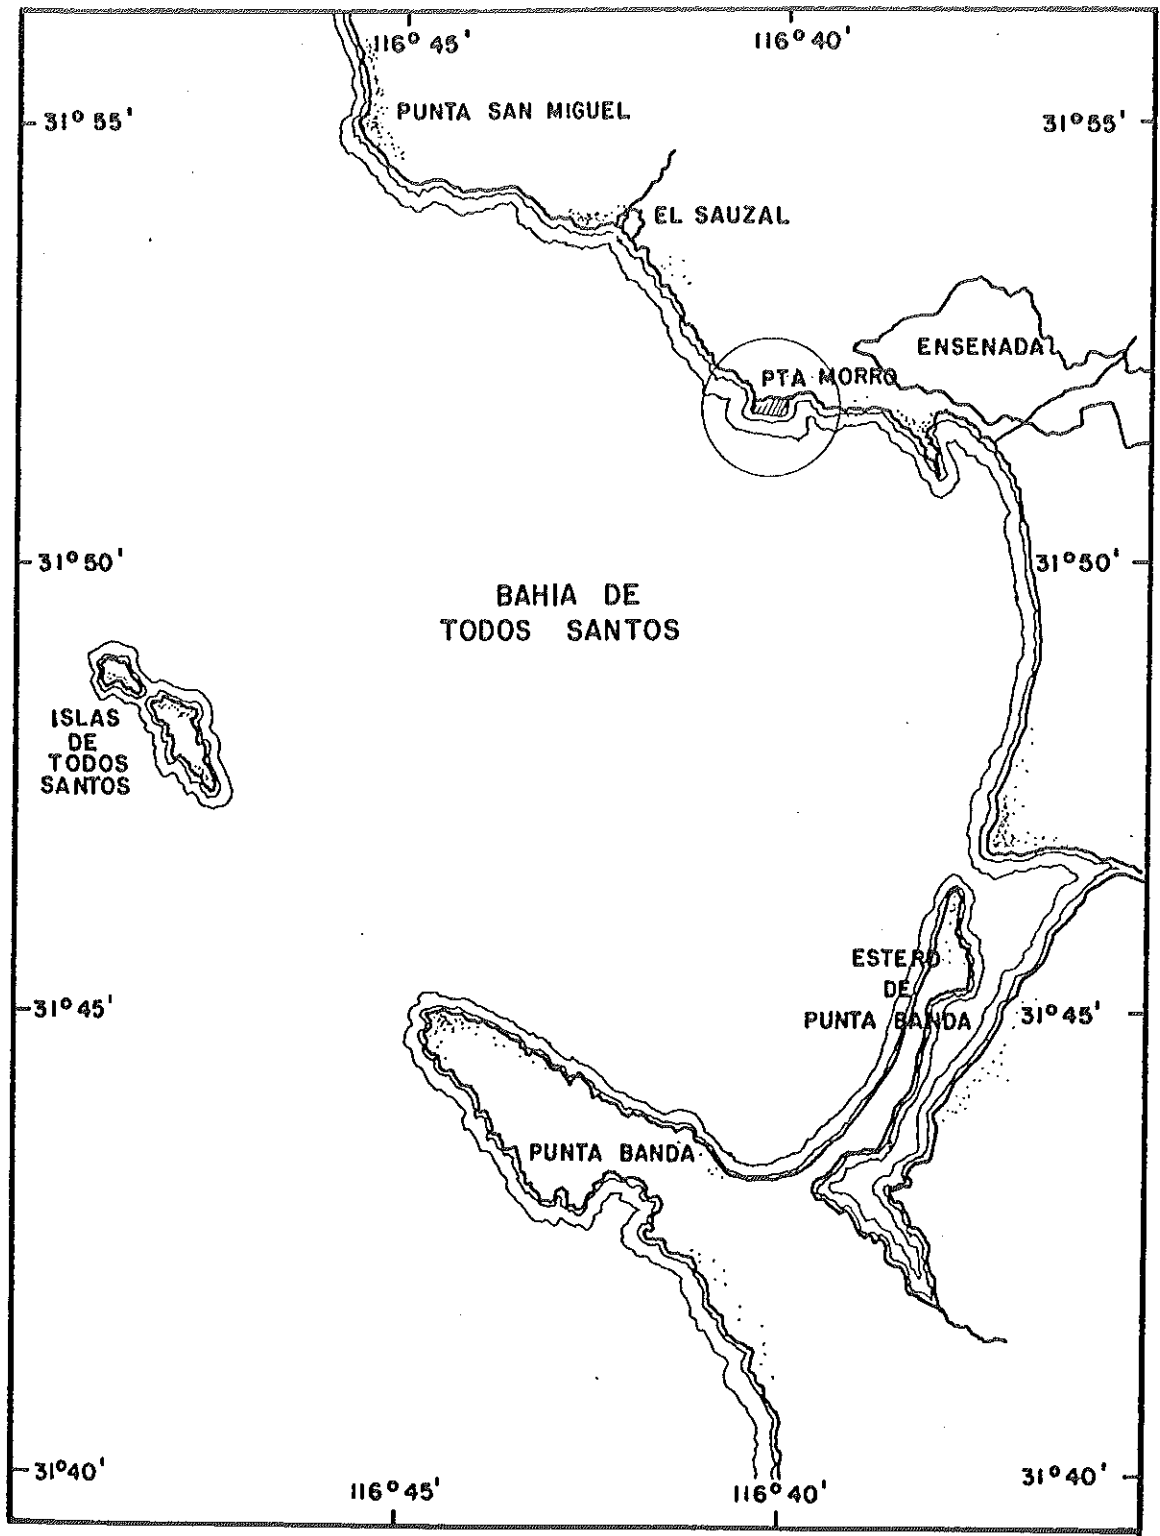 116° 45'
116° 40'
31° 55'
PUNTA SAN MIGUEL
31° 55'
EL SAUZAL
ENSENADA
PTA MORRO
31° 50'
31° 50'
BAHIA DE
TODOS SANTOS
ISLAS
DE
TODOS
SANTOS
ESTERO
DE
PUNTA BANDA
31° 45'
31° 45'
PUNTA BANDA
31° 40'
31° 40'
116° 45'
116° 40'